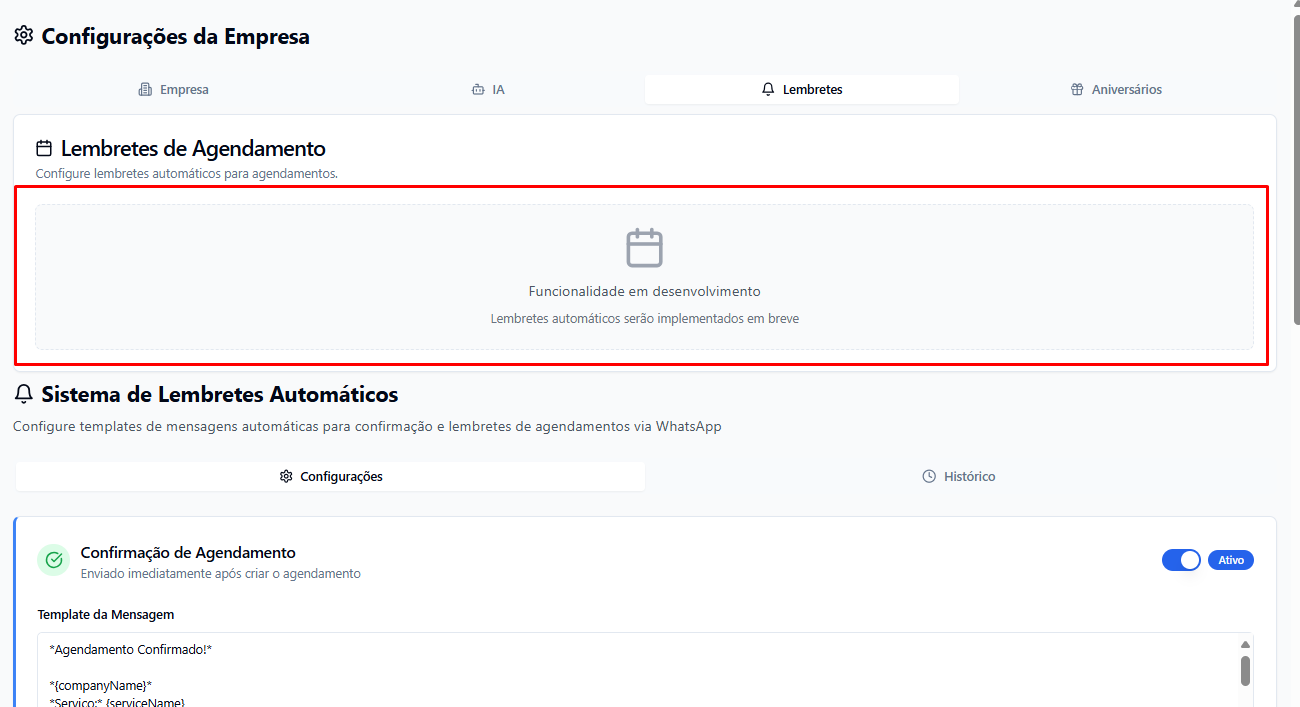 Configurações da Empresa
Empresa
IA
Lembretes
Aniversários
Lembretes de Agendamento
Configure lembretes automáticos para agendamentos.
Funcionalidade em desenvolvimento
Lembretes automáticos serão implementados em breve
Sistema de Lembretes Automáticos
Configure templates de mensagens automáticas para confirmação e lembretes de agendamentos via WhatsApp
Configurações
Histórico
Confirmação de Agendamento
Ativo
Enviado imediatamente após criar o agendamento
Template da Mensagem
*Agendamento Confirmado!*
*{companyName}*
*Serviço:* {serviceName}